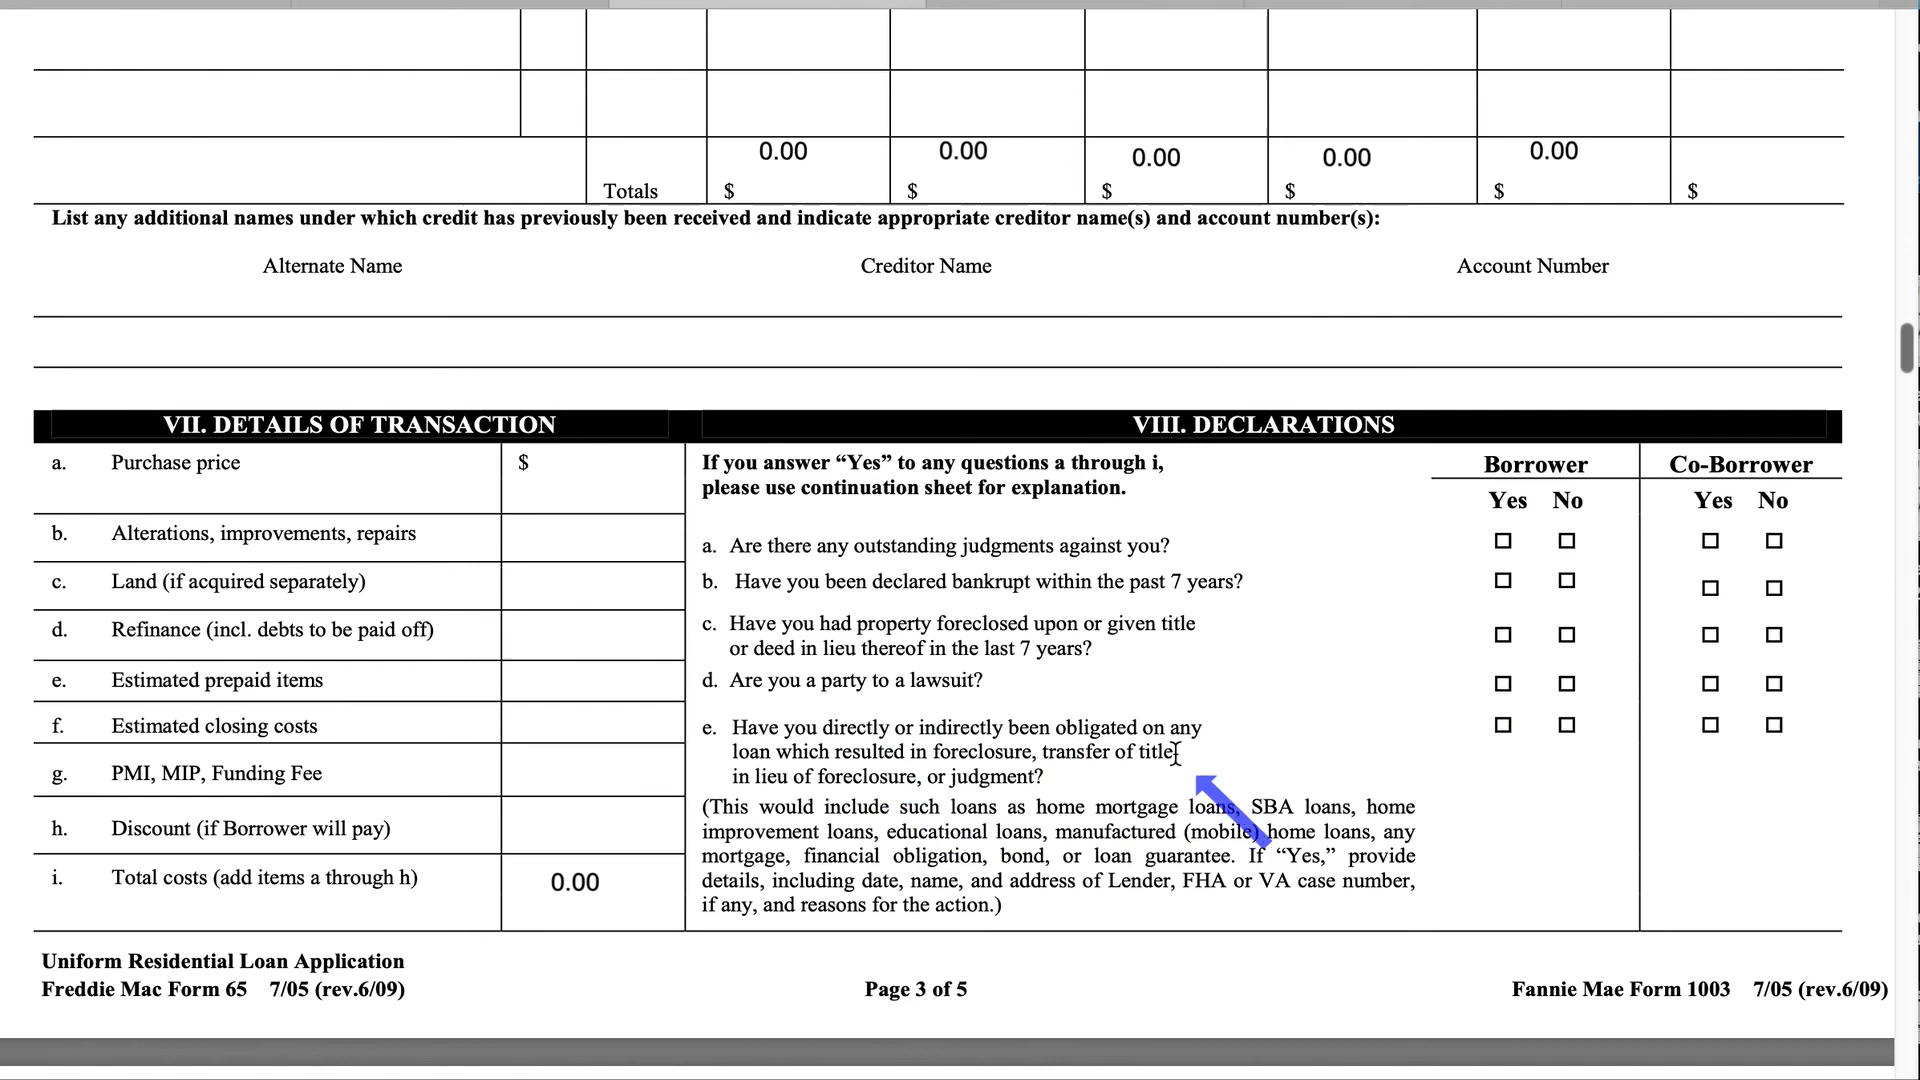 0.00 0.00 0.00 0.00 0.00
Totals $ $ $ $ $ $
List any additional names under which credit has previously been received and indicate appropriate creditor name(s) and account number(s):
Alternate Name Creditor Name Account Number
VII. DETAILS OF TRANSACTION
a. Purchase price $
b. Alterations, improvements, repairs
c. Land (if acquired separately)
d. Refinance (incl. debts to be paid off)
e. Estimated prepaid items
f. Estimated closing costs
g. PMI, MIP, Funding Fee
h. Discount (if Borrower will pay)
i. Total costs (add items a through h) 0.00
VIII. DECLARATIONS
If you answer “Yes” to any questions a through i,
please use continuation sheet for explanation.
Borrower Co-Borrower
Yes No Yes No
a. Are there any outstanding judgments against you?
b. Have you been declared bankrupt within the past 7 years?
c. Have you had property foreclosed upon or given title
or deed in lieu thereof in the last 7 years?
d. Are you a party to a lawsuit?
e. Have you directly or indirectly been obligated on any
loan which resulted in foreclosure, transfer of title
in lieu of foreclosure, or judgment?
(This would include such loans as home mortgage loans, SBA loans, home
improvement loans, educational loans, manufactured (mobile) home loans, any
mortgage, financial obligation, bond, or loan guarantee. If “Yes,” provide
details, including date, name, and address of Lender, FHA or VA case number,
if any, and reasons for the action.)
Uniform Residential Loan Application
Freddie Mac Form 65 7/05 (rev.6/09) Page 3 of 5 Fannie Mae Form 1003 7/05 (rev.6/09)